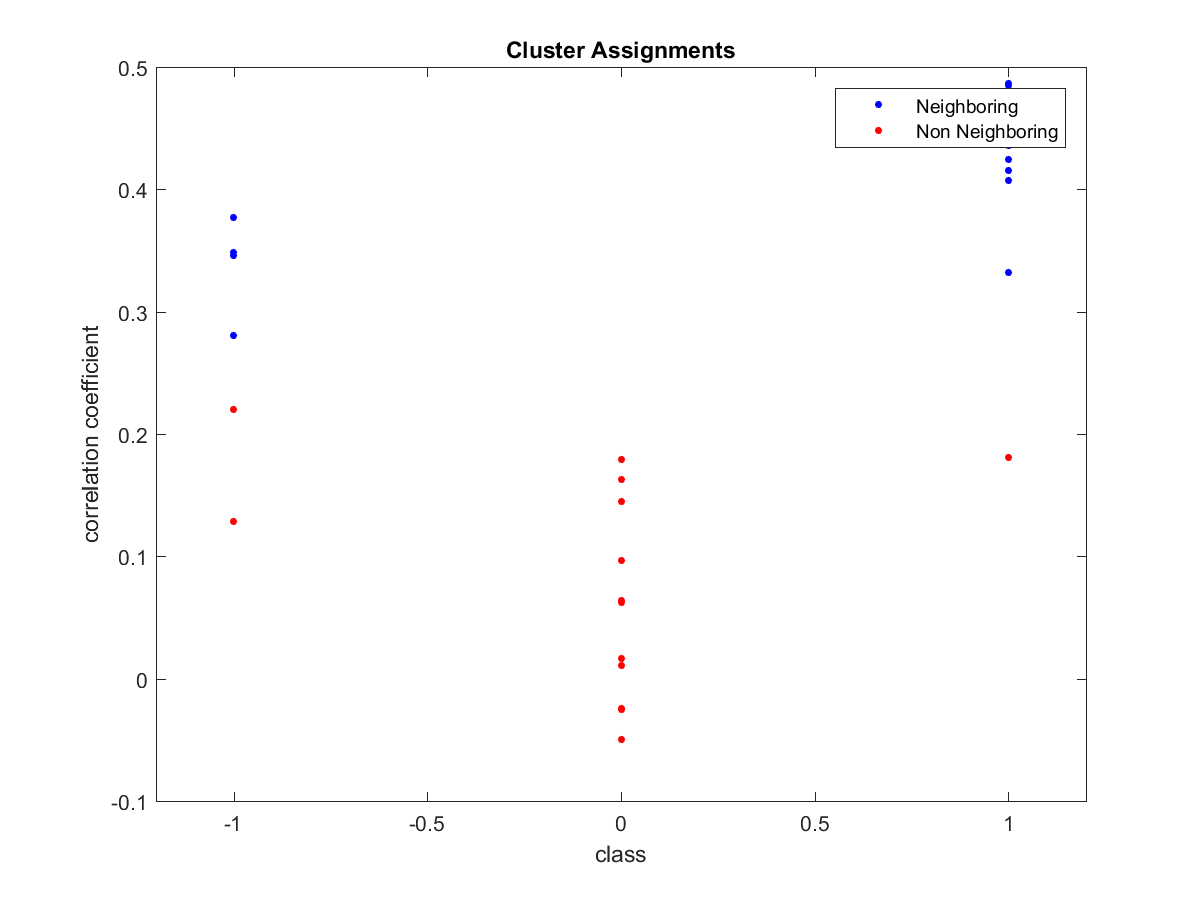 Cluster Assignments
0.5
Neighboring
Non Neighboring
0.4
0.3
0.2
0.1
0
-0.1
correlation coefficient
-1
-0.5
0
0.5
1
class